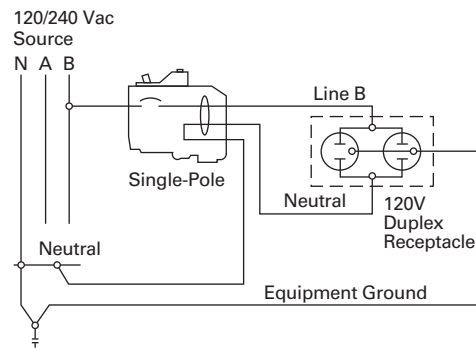 120/240 Vac
Source
N A B
Line B
Single-Pole
Neutral
120V
Duplex
Receptacle
Neutral
Equipment Ground